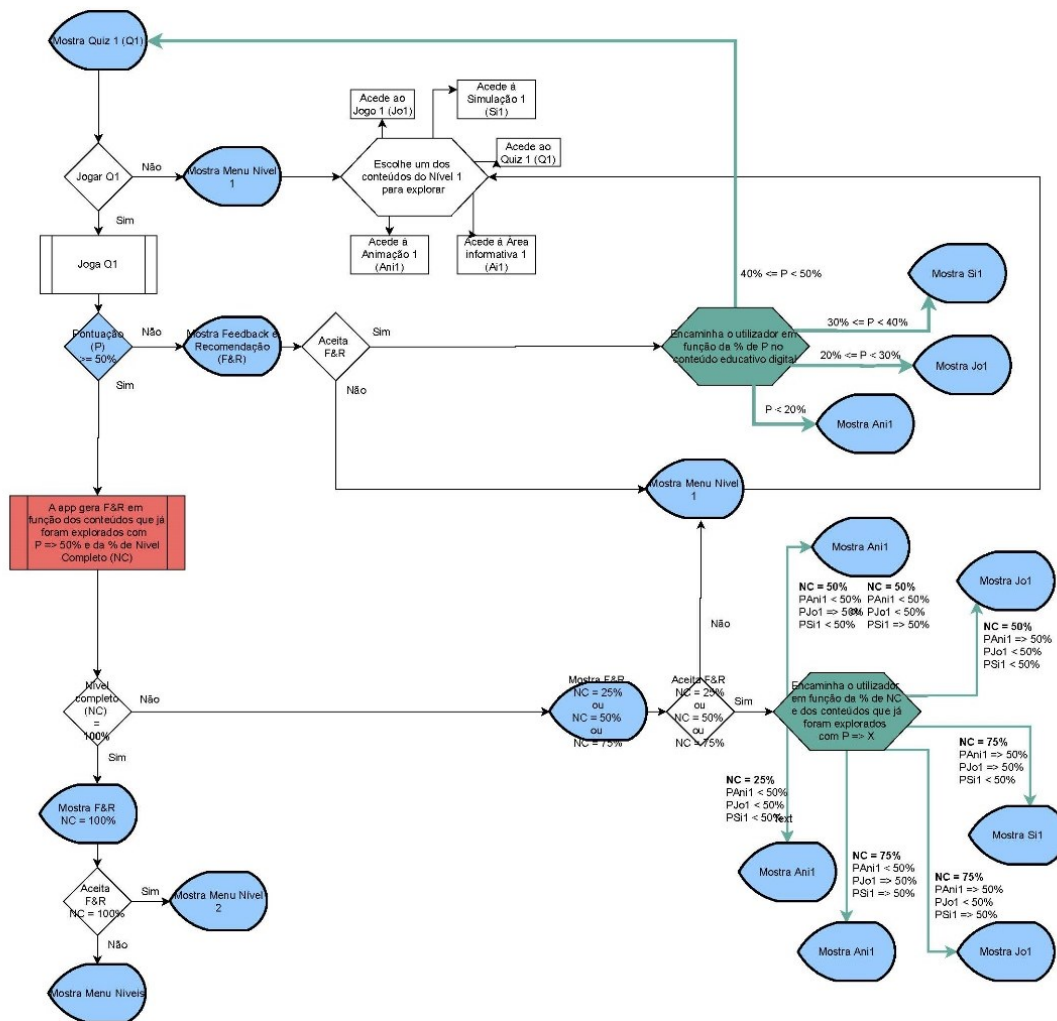 Mostra Quiz 1 (Q1)
Acede ao
Jogo 1 (Jo1)
Acede á
Simulação 1
(Si1)
Acede ao
Quiz 1 (Q1)
Escolhe um dos
conteúdos do Nível 1
para explorar
Jogar Q1
Não
Mostra Menu Nível
1
Sim
Acede á
Animação 1
(Ani1)
Acede á Área
informativa 1
(Ai1)
Joga Q1
40% <= P < 50%
Mostra Si1
30% <= P < 40%
Pontuação
(P)
>= 50%
Não
Mostra Feedback e
Recomendação
(F&R)
Aceita
F&R
Sim
Encaminha o utilizador em
função da % de P no
conteúdo educativo digital
20% <= P < 30%
Mostra Jo1
Sim
Não
P < 20%
Mostra Ani1
Mostra Menu Nível
1
A app gera F&R em
função dos conteúdos que já
foram explorados com
P => 50% e da % de Nível
Completo (NC)
Mostra Ani1
NC = 50%
PAni1 < 50%
PJo1 => 50%
PSi1 < 50%
NC = 50%
PAni1 < 50%
PJo1 < 50%
PSi1 => 50%
Mostra Jo1
NC = 50%
PAni1 => 50%
PJo1 < 50%
PSi1 < 50%
Não
Nível
completo
(NC)
=
100%
Não
Mostra F&R
NC = 25%
ou
NC = 50%
ou
NC = 75%
Aceita F&R
NC = 25%
ou
NC = 50%
ou
NC = 75%
Sim
Encaminha o utilizador
em função da % de NC
e dos conteúdos que já
foram explorados
com P => X
Sim
NC = 75%
PAni1 => 50%
PJo1 => 50%
PSi1 < 50%
NC = 25%
PAni1 < 50%
PJo1 < 50%
PSi1 < 50%
Text
Mostra F&R
NC = 100%
Mostra Si1
Mostra Ani1
NC = 75%
PAni1 < 50%
PJo1 => 50%
PSi1 => 50%
NC = 75%
PAni1 => 50%
PJo1 < 50%
PSi1 => 50%
Aceita
F&R
NC = 100%
Sim
Mostra Menu Nível
2
Não
Mostra Ani1
Mostra Jo1
Mostra Menu Níveis